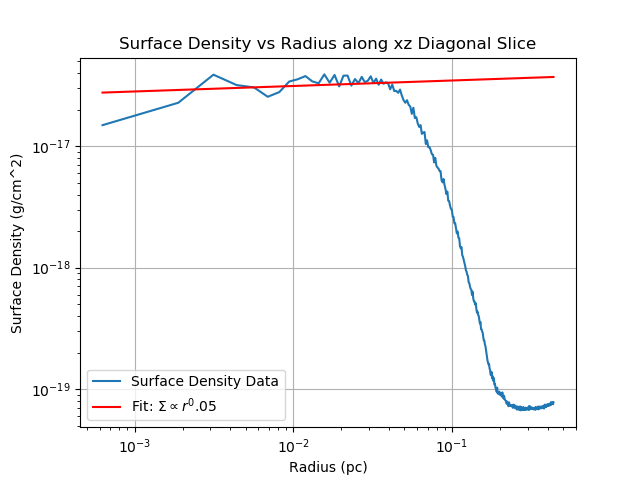 Surface Density vs Radius along xz Diagonal Slice
Surface Density (g/cm^2)
10⁻¹⁷
10⁻¹⁸
10⁻¹⁹
Surface Density Data
Fit: Σ ∝ r⁰.05
10⁻³
10⁻²
10⁻¹
Radius (pc)